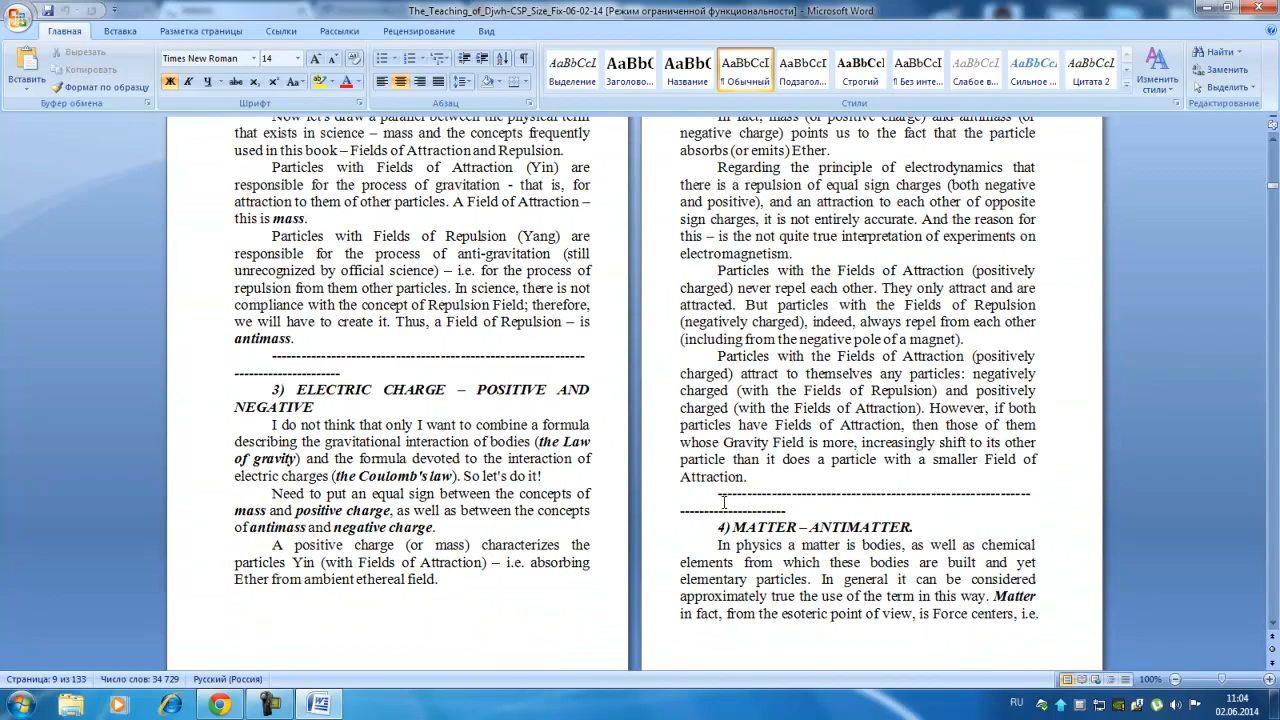 The_Teaching_of_Djwh-CSP_Size_Fix-06-02-14 [Режим ограниченной функциональности] - Microsoft Word
Главная Вставка Разметка страницы Ссылки Рассылки Рецензирование Вид
Вставить
Вырезать
Копировать
Формат по образцу
Буфер обмена
Times New Roman 14
Шрифт
Абзац
AaBbCcI AaBbC AaBbC AaBbCcI AaBbCcI AaBbCcI AaBbCcI AaBbCcI AaBbCcI AaBbCcI
Выделение Заголово... Название ¶ Обычный Подзагол... Строгий ¶ Без инте... Слабое в... Сильное ... Цитата 2
Стили
Изменить стили
Найти
Заменить
Выделить
Редактирование
Now let's draw a parallel between the physical term
that exists in science – mass and the concepts frequently
used in this book – Fields of Attraction and Repulsion.
Particles with Fields of Attraction (Yin) are
responsible for the process of gravitation - that is, for
attraction to them of other particles. A Field of Attraction –
this is mass.
Particles with Fields of Repulsion (Yang) are
responsible for the process of anti-gravitation (still
unrecognized by official science) – i.e. for the process of
repulsion from them other particles. In science, there is not
compliance with the concept of Repulsion Field; therefore,
we will have to create it. Thus, a Field of Repulsion – is
antimass.
-----------------------------------------------------------------
----------------------
3) ELECTRIC CHARGE – POSITIVE AND
NEGATIVE
I do not think that only I want to combine a formula
describing the gravitational interaction of bodies (the Law
of gravity) and the formula devoted to the interaction of
electric charges (the Coulomb's law). So let's do it!
Need to put an equal sign between the concepts of
mass and positive charge, as well as between the concepts
of antimass and negative charge.
A positive charge (or mass) characterizes the
particles Yin (with Fields of Attraction) – i.e. absorbing
Ether from ambient ethereal field.
In fact, mass (or positive charge) and antimass (or
negative charge) points us to the fact that the particle
absorbs (or emits) Ether.
Regarding the principle of electrodynamics that
there is a repulsion of equal sign charges (both negative
and positive), and an attraction to each other of opposite
sign charges, it is not entirely accurate. And the reason for
this – is the not quite true interpretation of experiments on
electromagnetism.
Particles with the Fields of Attraction (positively
charged) never repel each other. They only attract and are
attracted. But particles with the Fields of Repulsion
(negatively charged), indeed, always repel from each other
(including from the negative pole of a magnet).
Particles with the Fields of Attraction (positively
charged) attract to themselves any particles: negatively
charged (with the Fields of Repulsion) and positively
charged (with the Fields of Attraction). However, if both
particles have Fields of Attraction, then those of them
whose Gravity Field is more, increasingly shift to its other
particle than it does a particle with a smaller Field of
Attraction.
-----------------------------------------------------------------
----------------------
4) MATTER – ANTIMATTER.
In physics a matter is bodies, as well as chemical
elements from which these bodies are built and yet
elementary particles. In general it can be considered
approximately true the use of the term in this way. Matter
in fact, from the esoteric point of view, is Force centers, i.e.
Страница: 9 из 133 Число слов: 34 729 Русский (Россия) 100%
RU
11:04
02.06.2014